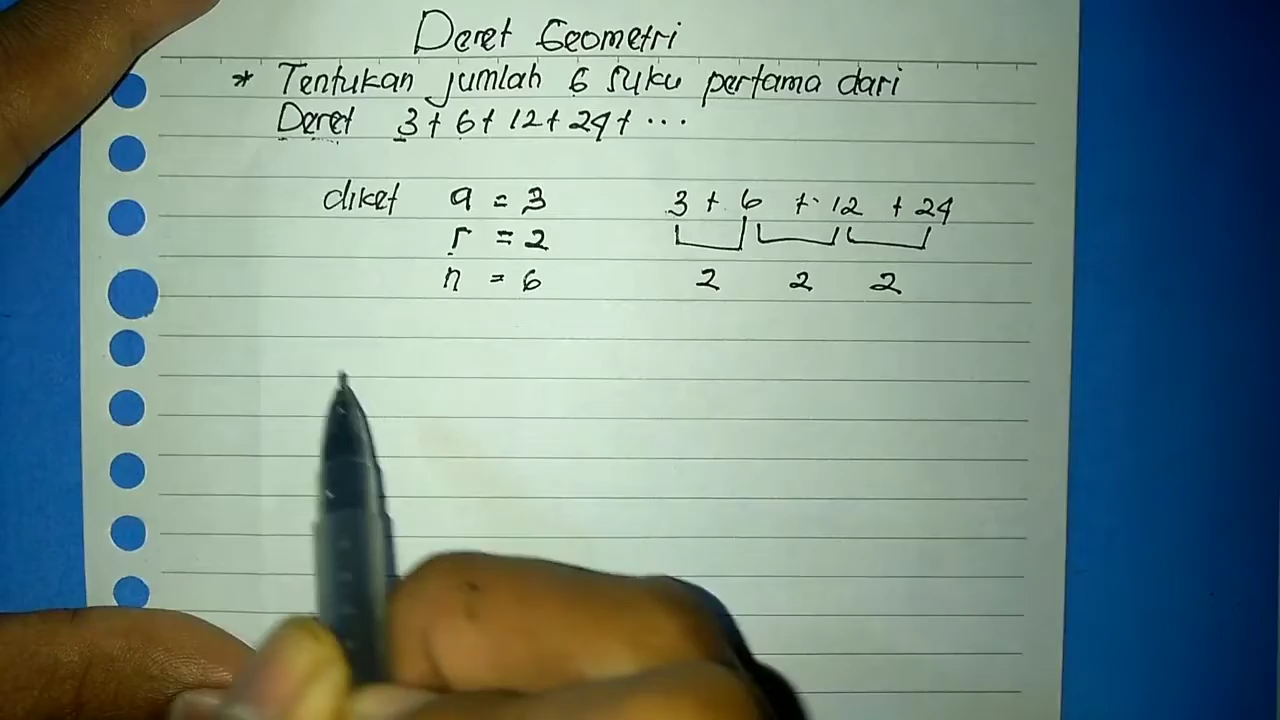 Deret Geometri
* Tentukan jumlah 6 suku pertama dari
Deret 3 + 6 + 12 + 24 + ...
diket a = 3
r = 2
n = 6
3 + 6 + 12 + 24
2 2 2